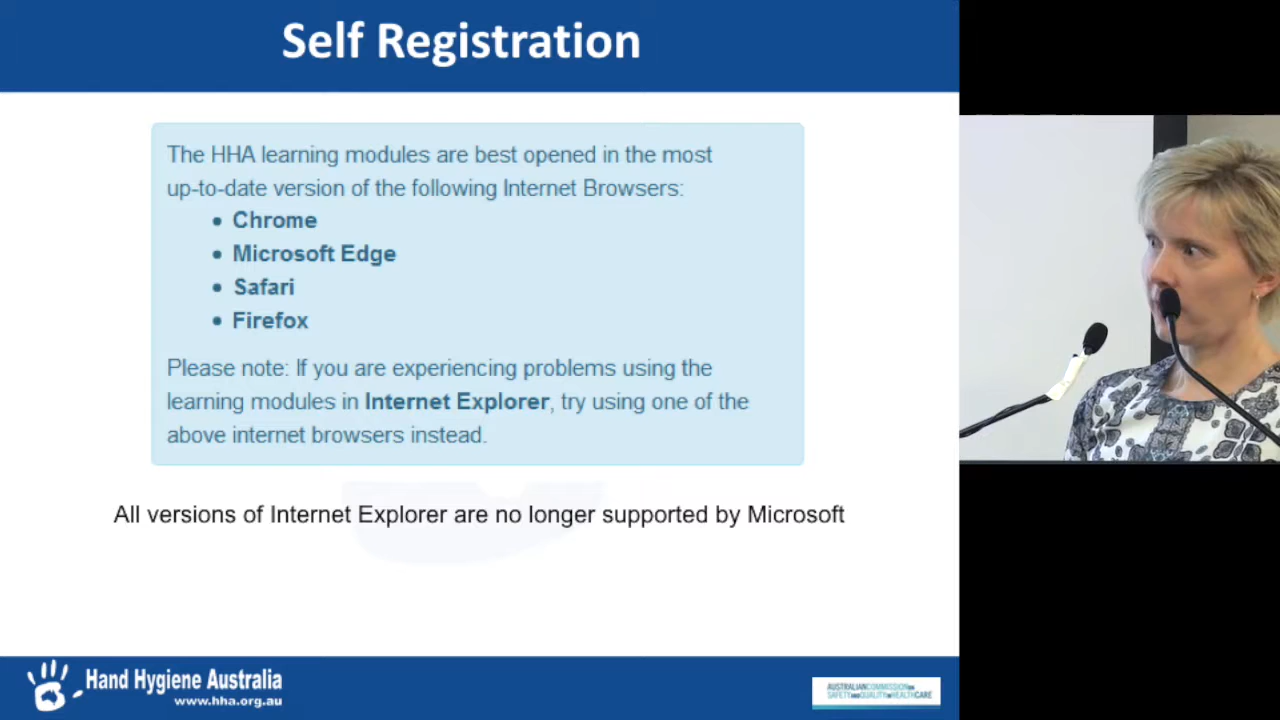 Self Registration
The HHA learning modules are best opened in the most
up-to-date version of the following Internet Browsers:
• Chrome
• Microsoft Edge
• Safari
• Firefox
Please note: If you are experiencing problems using the
learning modules in Internet Explorer, try using one of the
above internet browsers instead.
All versions of Internet Explorer are no longer supported by Microsoft
Hand Hygiene Australia
www.hha.org.au
AUSTRALIAN COMMISSION ON
SAFETY AND QUALITY IN HEALTH CARE